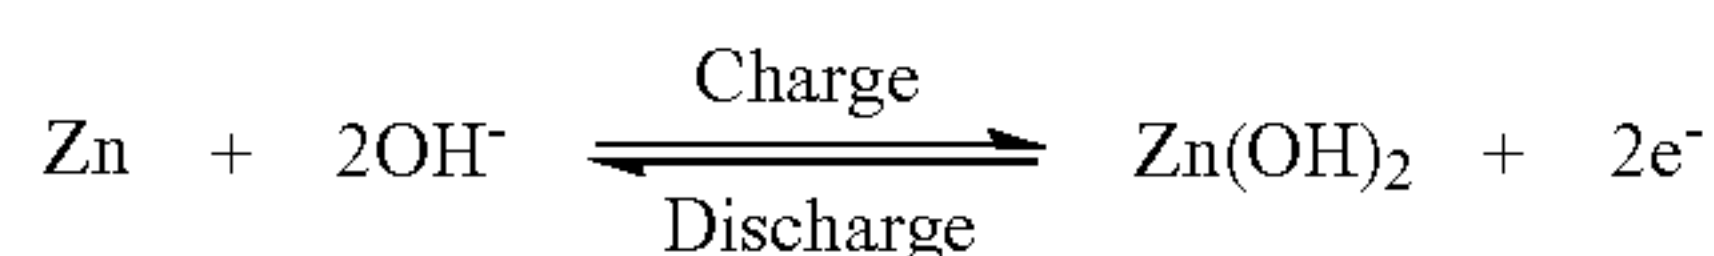 Charge
Zn + 2OH⁻ ⇌ Zn(OH)₂ + 2e⁻
Discharge